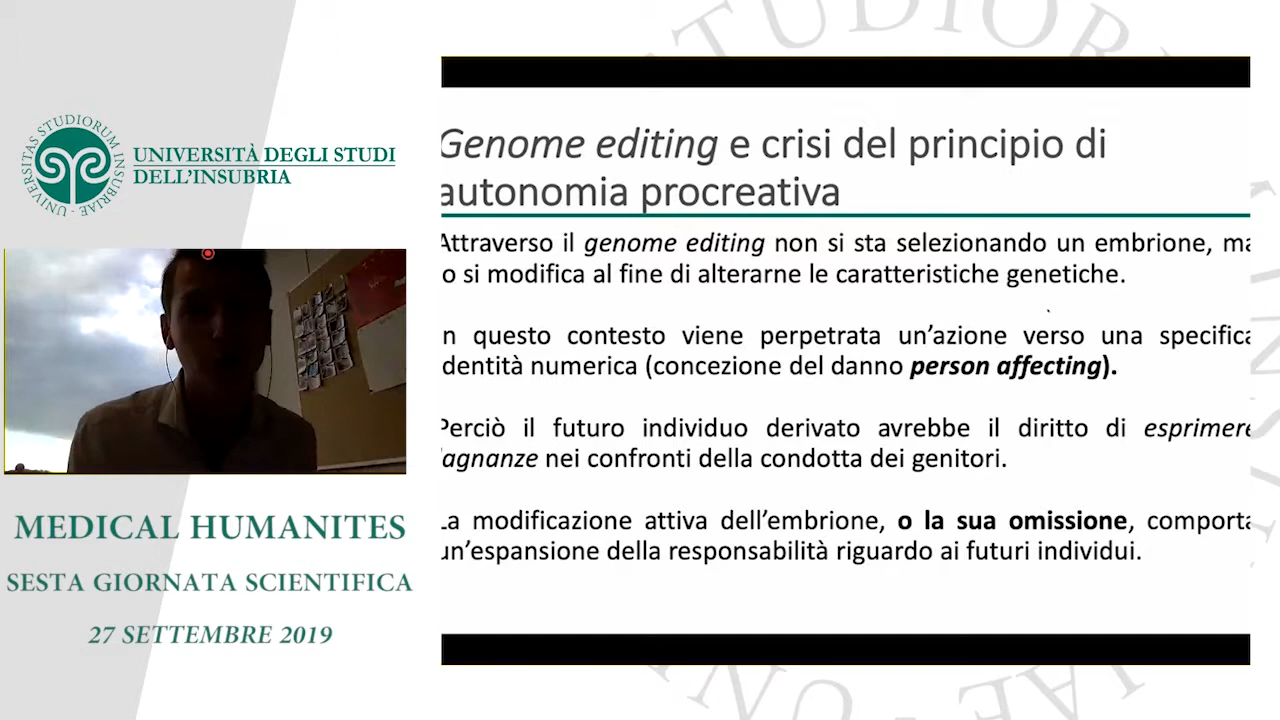 UNIVERSITAS STUDIORUM INSUBRIAE
UNIVERSITÀ DEGLI STUDI
DELL'INSUBRIA
MEDICAL HUMANITES
SESTA GIORNATA SCIENTIFICA
27 SETTEMBRE 2019
Genome editing e crisi del principio di
autonomia procreativa
Attraverso il genome editing non si sta selezionando un embrione, ma
o si modifica al fine di alterarne le caratteristiche genetiche.
n questo contesto viene perpetrata un'azione verso una specifica
dentità numerica (concezione del danno person affecting).
Perciò il futuro individuo derivato avrebbe il diritto di esprimere
lagnanze nei confronti della condotta dei genitori.
La modificazione attiva dell'embrione, o la sua omissione, comporta
un'espansione della responsabilità riguardo ai futuri individui.